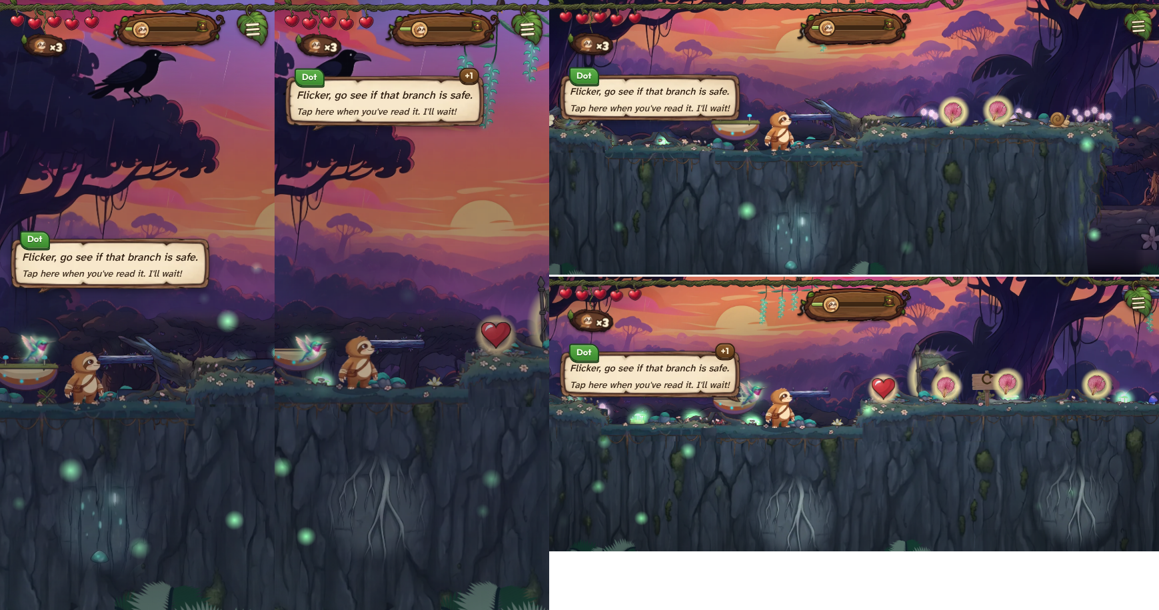 ×3
Dot
Flicker, go see if that branch is safe.
Tap here when you've read it. I'll wait!
×3
Dot
+1
Flicker, go see if that branch is safe.
Tap here when you've read it. I'll wait!
×3
Dot
Flicker, go see if that branch is safe.
Tap here when you've read it. I'll wait!
×3
Dot
+1
Flicker, go see if that branch is safe.
Tap here when you've read it. I'll wait!
C